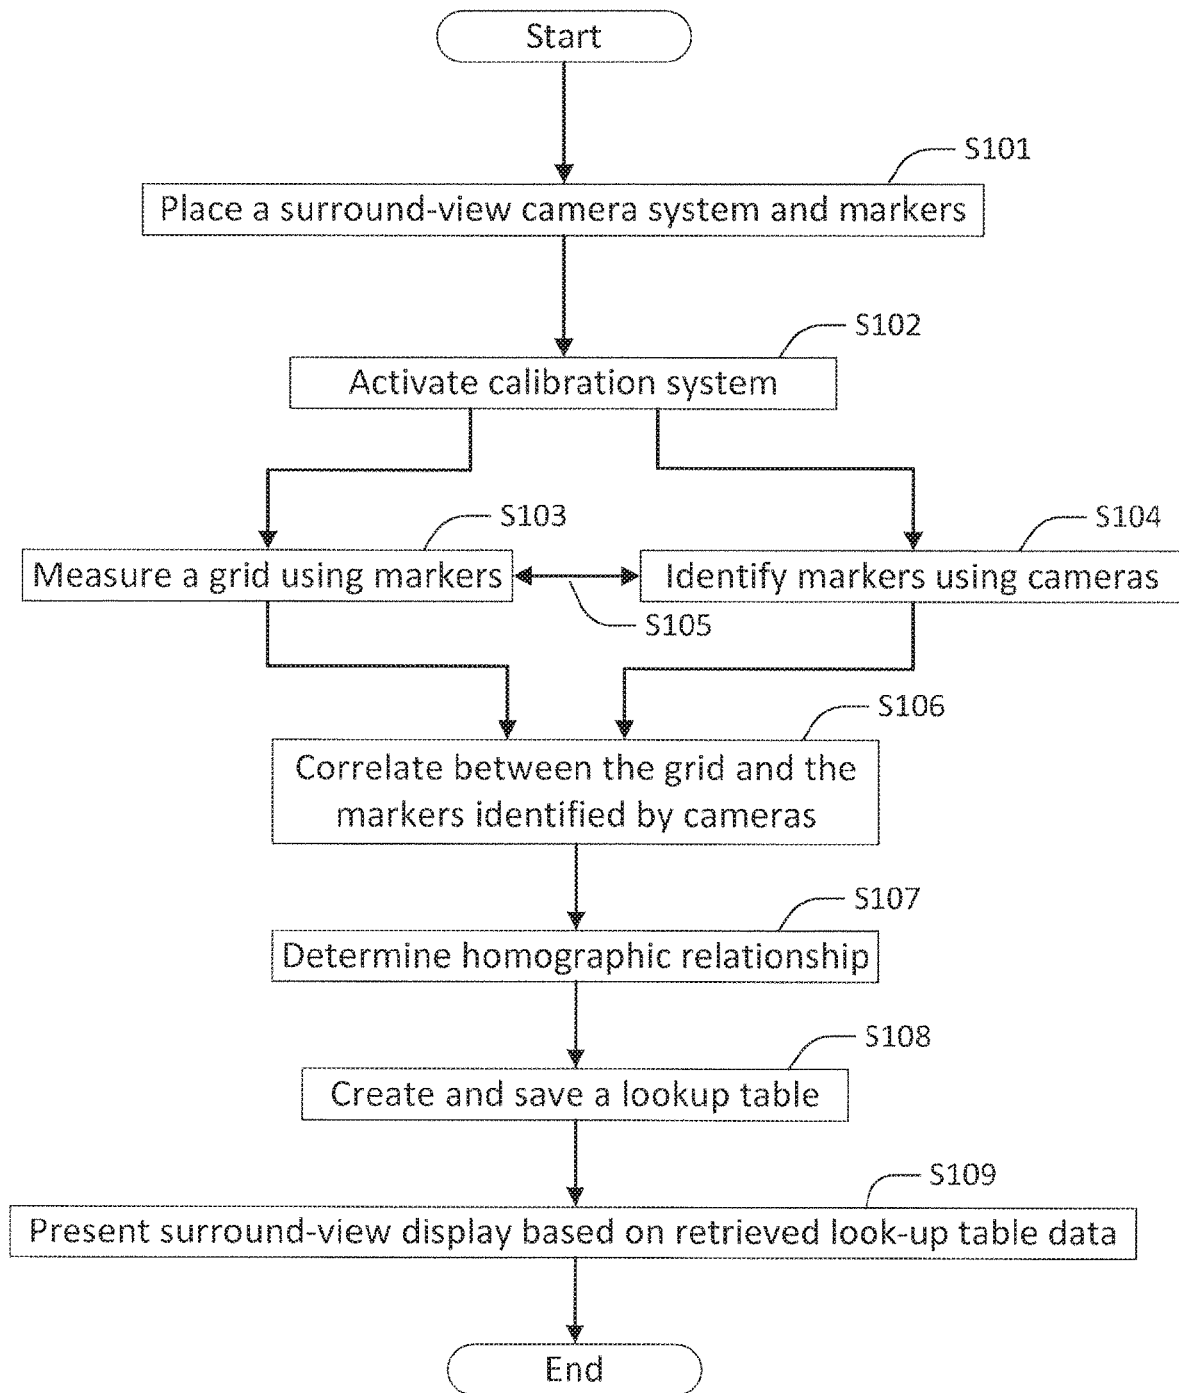 Start
S101
Place a surround-view camera system and markers
S102
Activate calibration system
S103
S104
Measure a grid using markers
Identify markers using cameras
S105
S106
Correlate between the grid and the
markers identified by cameras
S107
Determine homographic relationship
S108
Create and save a lookup table
S109
Present surround-view display based on retrieved look-up table data
End